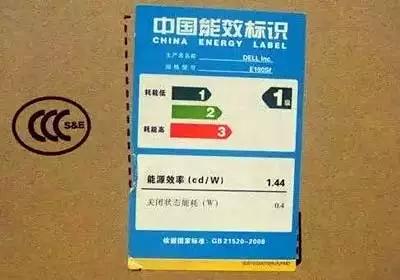 中国能效标识
CHINA ENERGY LABEL
生产者名称 DELL Inc.
规格型号 E190Sf
耗能低 1 1级
2
耗能高 3
能源效率(cd/W) 1.44
关闭状态能耗(W) 0.4
依据国家标准:GB 21520-2008
CCC S&E